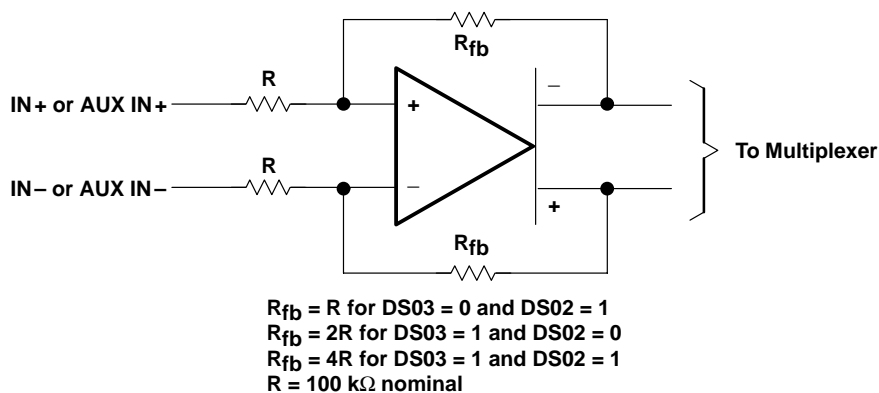 Rfb
R
IN+ or AUX IN+
+
−
R
To Multiplexer
IN− or AUX IN−
−
+
Rfb
Rfb = R for DS03 = 0 and DS02 = 1
Rfb = 2R for DS03 = 1 and DS02 = 0
Rfb = 4R for DS03 = 1 and DS02 = 1
R = 100 kΩ nominal